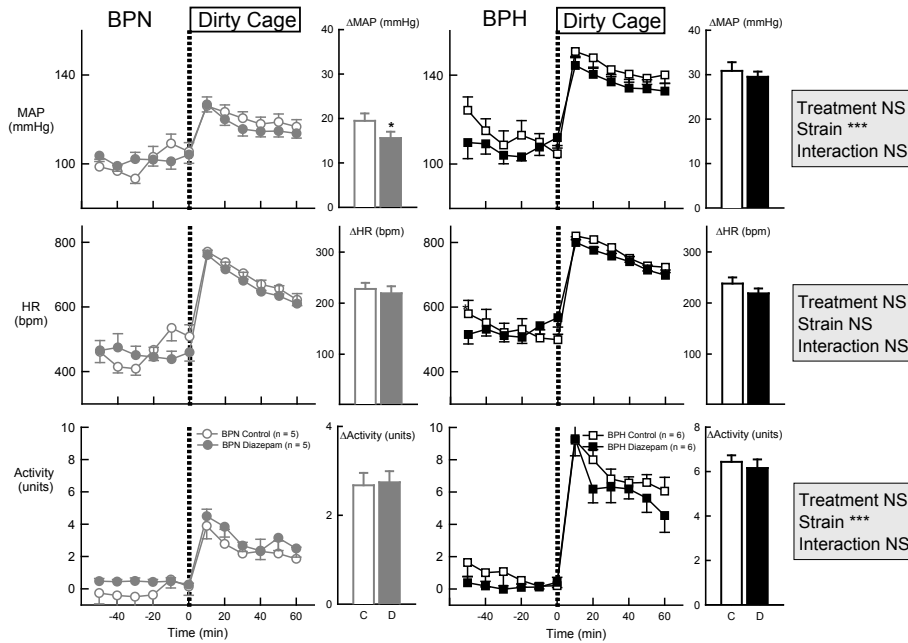 BPN
Dirty Cage
ΔMAP (mmHg)
BPH
Dirty Cage
ΔMAP (mmHg)
MAP
(mmHg)
140
100
40
30
20
10
0
*
140
100
40
30
20
10
0
Treatment NS
Strain ***
Interaction NS
HR
(bpm)
800
600
400
ΔHR (bpm)
300
200
100
800
600
400
ΔHR (bpm)
300
200
100
Treatment NS
Strain NS
Interaction NS
Activity
(units)
10
8
6
4
2
0
BPN Control (n = 5)
BPN Diazepam (n = 5)
ΔActivity (units)
4
2
0
10
8
6
4
2
0
BPH Control (n = 6)
BPH Diazepam (n = 6)
ΔActivity (units)
8
6
4
2
0
Treatment NS
Strain ***
Interaction NS
-40 -20 0 20 40 60
Time (min)
C D
-40 -20 0 20 40 60
Time (min)
C D